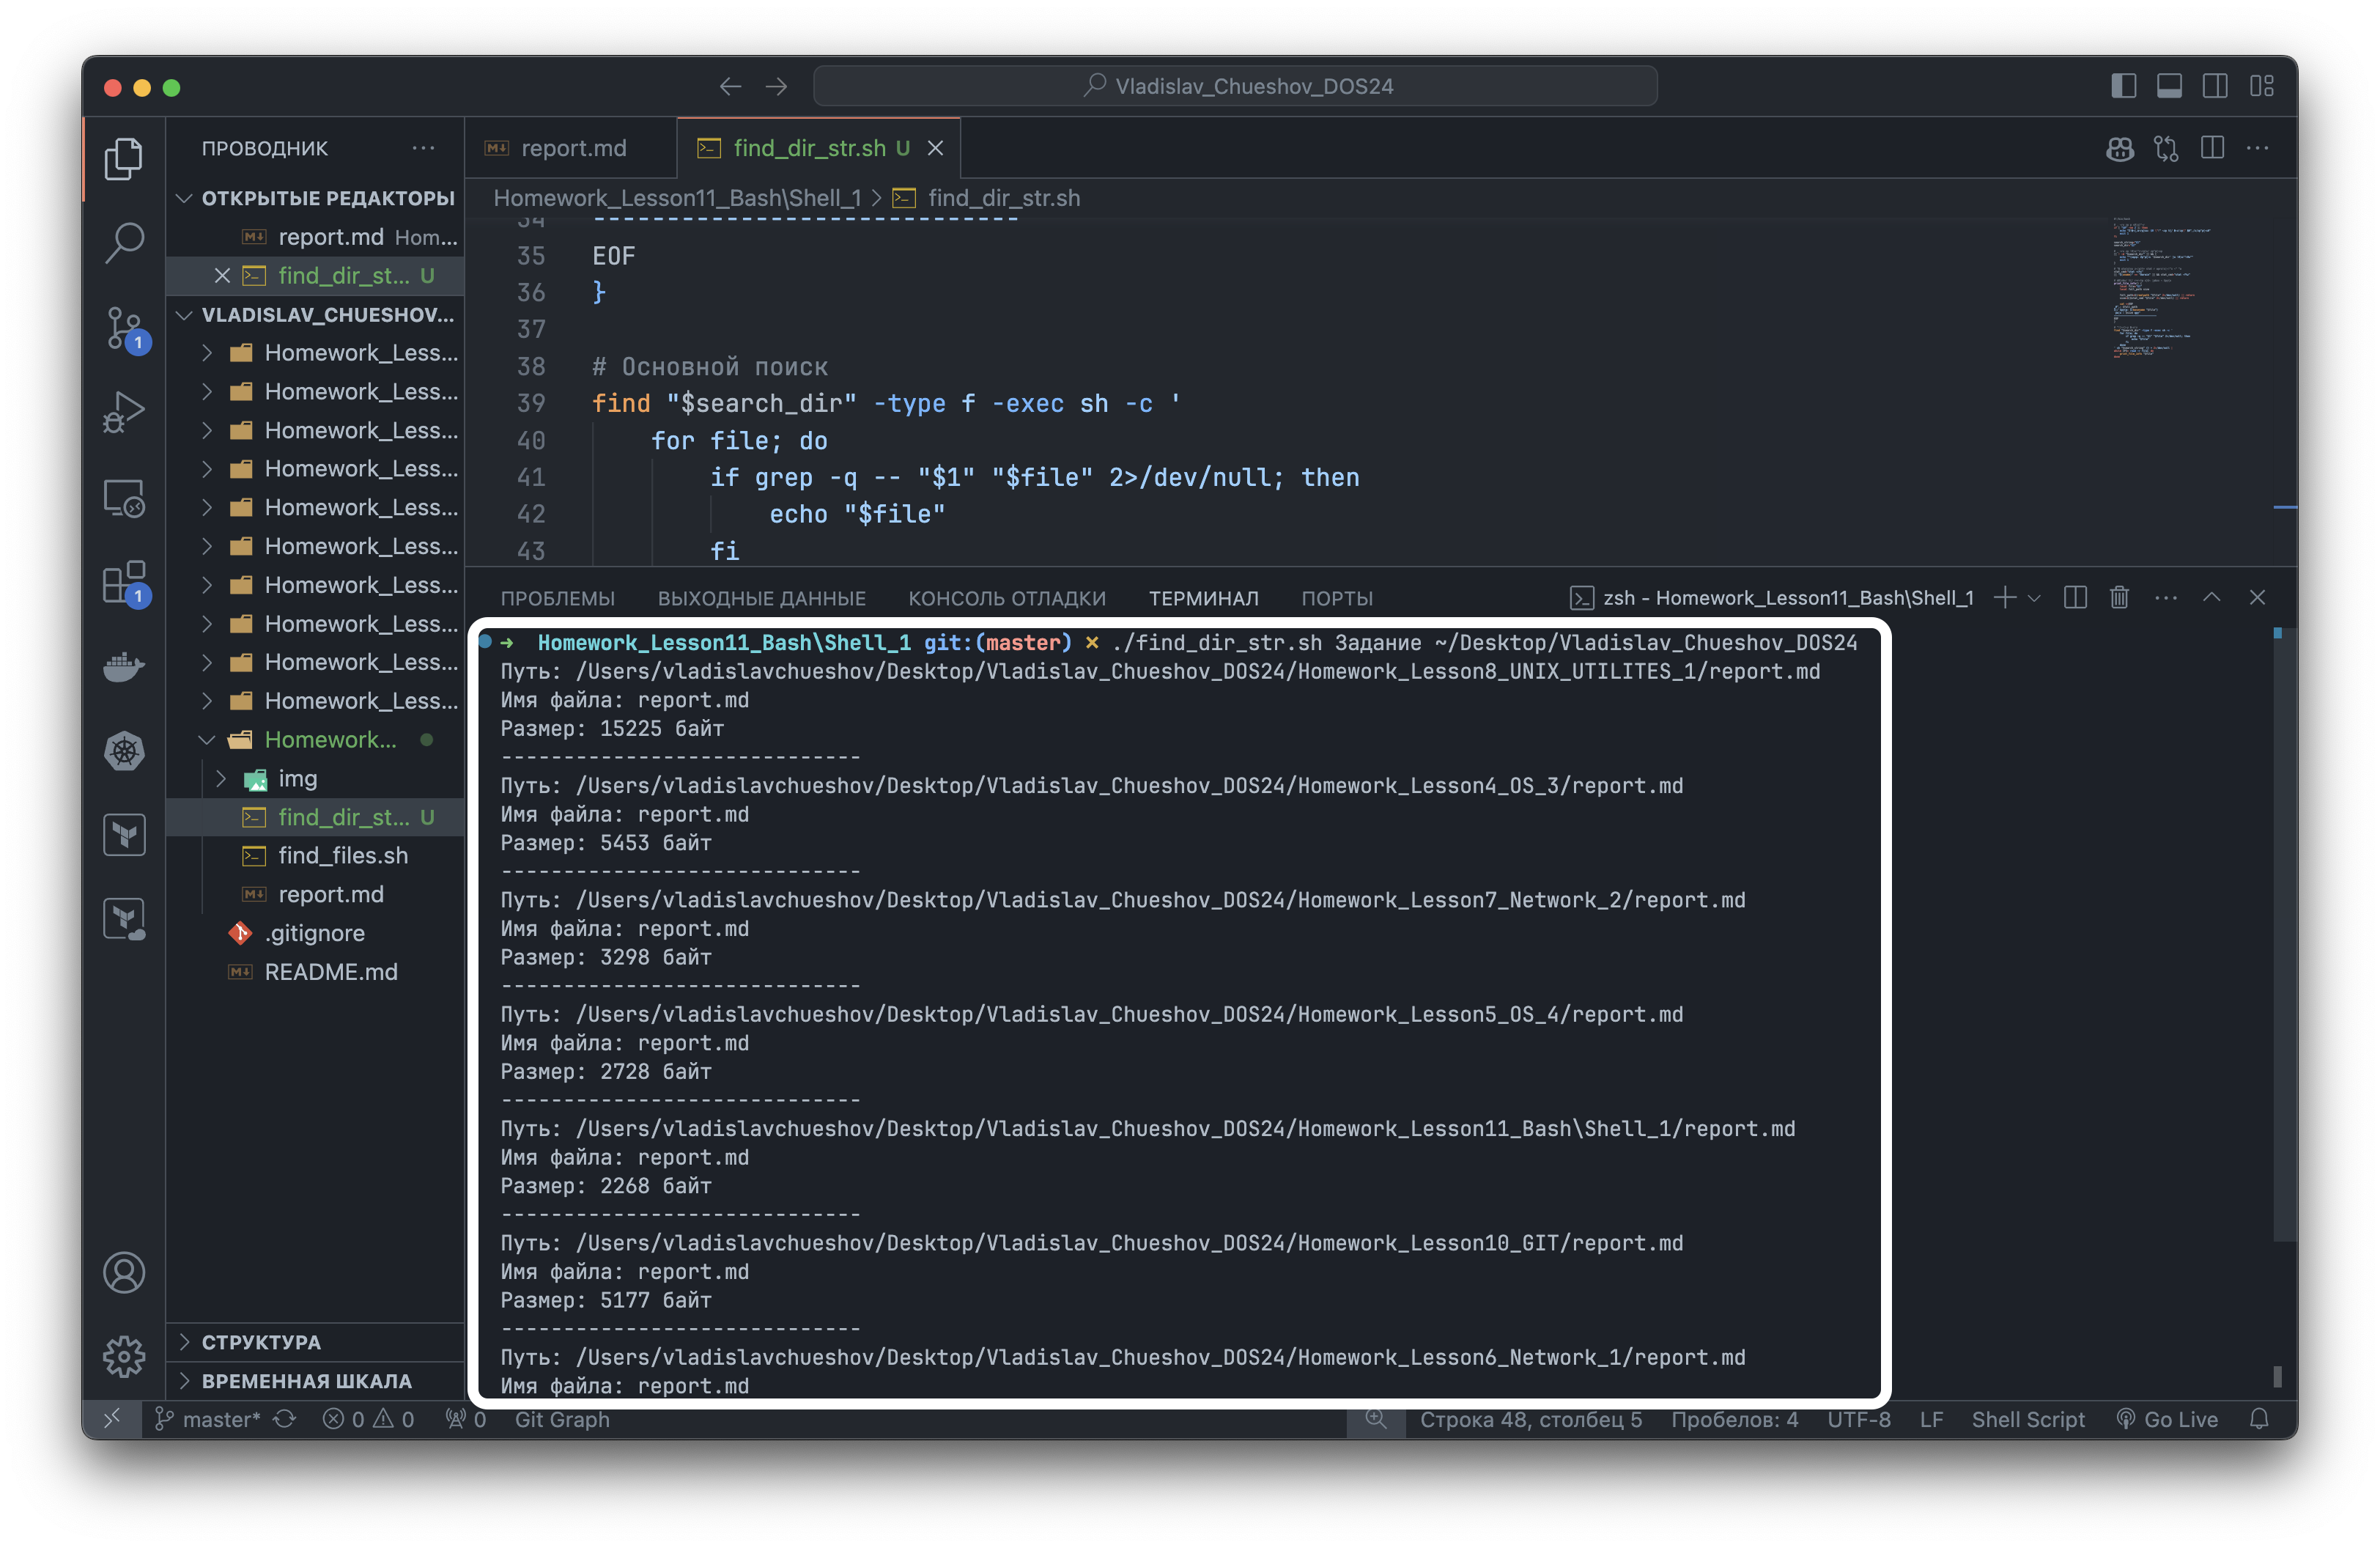 Vladislav_Chueshov_DOS24
ПРОВОДНИК
ОТКРЫТЫЕ РЕДАКТОРЫ
report.md Hom...
find_dir_st... U
VLADISLAV_CHUESHOV...
Homework_Less...
Homework_Less...
Homework_Less...
Homework_Less...
Homework_Less...
Homework_Less...
Homework_Less...
Homework_Less...
Homework_Less...
Homework_Less...
Homework...
img
find_dir_st... U
find_files.sh
report.md
.gitignore
README.md
СТРУКТУРА
ВРЕМЕННАЯ ШКАЛА
1
1
report.md
find_dir_str.sh U
Homework_Lesson11_Bash\Shell_1 > find_dir_str.sh
34 -----------------------------
35 EOF
36 }
37
38 # Основной поиск
39 find "$search_dir" -type f -exec sh -c '
40 for file; do
41 if grep -q -- "$1" "$file" 2>/dev/null; then
42 echo "$file"
43 fi
ПРОБЛЕМЫ ВЫХОДНЫЕ ДАННЫЕ КОНСОЛЬ ОТЛАДКИ ТЕРМИНАЛ ПОРТЫ
zsh - Homework_Lesson11_Bash\Shell_1
➜ Homework_Lesson11_Bash\Shell_1 git:(master) ✗ ./find_dir_str.sh Задание ~/Desktop/Vladislav_Chueshov_DOS24
Путь: /Users/vladislavchueshov/Desktop/Vladislav_Chueshov_DOS24/Homework_Lesson8_UNIX_UTILITES_1/report.md
Имя файла: report.md
Размер: 15225 байт
-----------------------------
Путь: /Users/vladislavchueshov/Desktop/Vladislav_Chueshov_DOS24/Homework_Lesson4_OS_3/report.md
Имя файла: report.md
Размер: 5453 байт
-----------------------------
Путь: /Users/vladislavchueshov/Desktop/Vladislav_Chueshov_DOS24/Homework_Lesson7_Network_2/report.md
Имя файла: report.md
Размер: 3298 байт
-----------------------------
Путь: /Users/vladislavchueshov/Desktop/Vladislav_Chueshov_DOS24/Homework_Lesson5_OS_4/report.md
Имя файла: report.md
Размер: 2728 байт
-----------------------------
Путь: /Users/vladislavchueshov/Desktop/Vladislav_Chueshov_DOS24/Homework_Lesson11_Bash\Shell_1/report.md
Имя файла: report.md
Размер: 2268 байт
-----------------------------
Путь: /Users/vladislavchueshov/Desktop/Vladislav_Chueshov_DOS24/Homework_Lesson10_GIT/report.md
Имя файла: report.md
Размер: 5177 байт
-----------------------------
Путь: /Users/vladislavchueshov/Desktop/Vladislav_Chueshov_DOS24/Homework_Lesson6_Network_1/report.md
Имя файла: report.md
master* 0 0 0 Git Graph Строка 48, столбец 5 Пробелов: 4 UTF-8 LF Shell Script Go Live